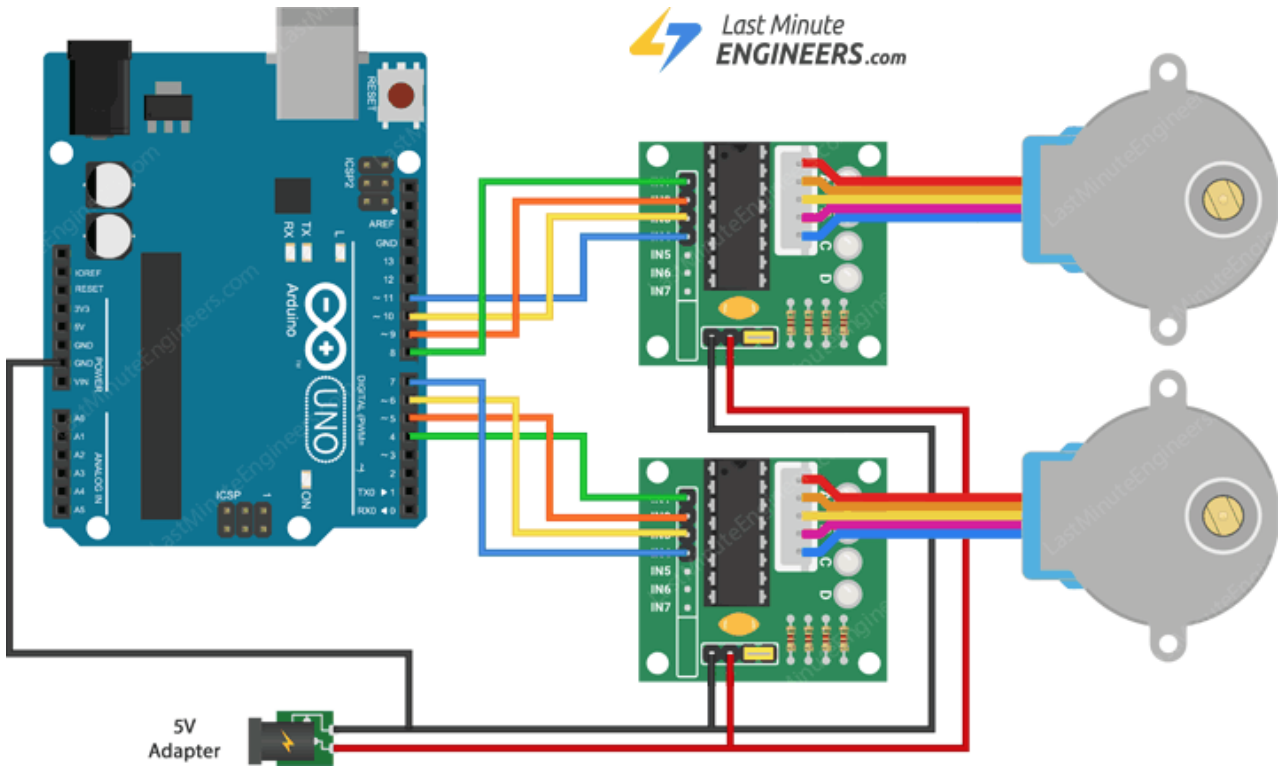 Last Minute
ENGINEERS.com
RESET
ICSP2
AREF
GND
13
12
~ 11
~ 10
~ 9
8
7
~ 6
~ 5
4
~ 3
2
TX0 ▶ 1
RX0 ◀ 0
DIGITAL (PWM~)
TX
RX
L
Arduino
™
UNO
ON
ICSP
1
IOREF
RESET
3V3
5V
GND
GND
VIN
POWER
A0
A1
A2
A3
A4
A5
ANALOG IN
IN5
IN6
IN7
C
D
IN5
IN6
IN7
C
D
5V
Adapter
LastMinuteEngineers.com